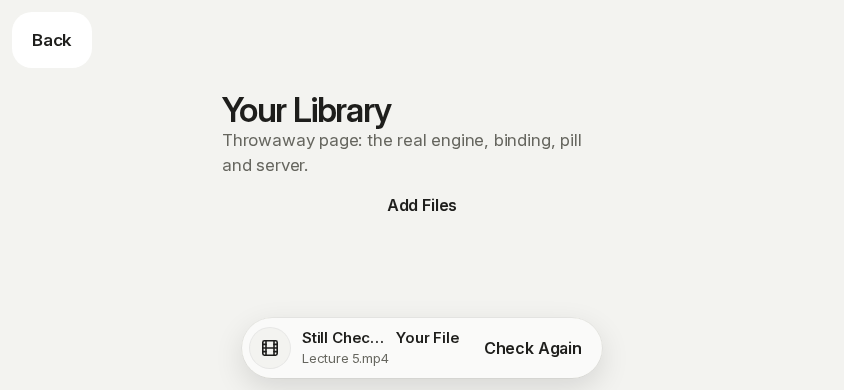 Back
Your Library
Throwaway page: the real engine, binding, pill
and server.
Add Files
Still Chec… Your File
Lecture 5.mp4
Check Again